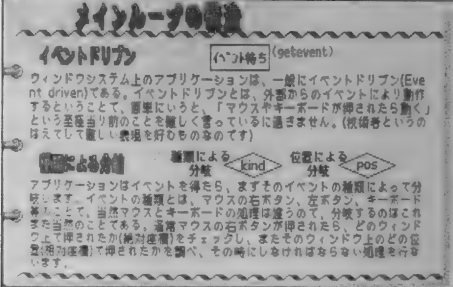 メインループの
イベントドリブン
イベント待ち (getevent)
ウィンドウシステム上のアプリケーションは、一般にイベントドリブン(Eve
nt driven)である。イベントドリブンとは、外部からのイベントにより動作
するということで、簡単にいうと、「マウスやキーボードが押されたら動く」
という至極当り前のことを難しく言っているに過ぎません。(技術者というの
はえてして難しい表現を好むものなのです)
による分岐
種類による
分岐 kind
位置による
分岐 pos
アプリケーションはイベントを得たら、まずそのイベントの種類によって分
岐します。イベントの種類とは、マウスの右ボタン、左ボタン、キーボード
等のことで、当然マウスとキーボードの処理は違うので、分岐するのはこれ
また当然のことである。通常マウスの右ボタンが押されたら、どのウィンド
ウ上で押されたか(絶対座標)をチェックし、またそのウィンドウ上のどの位
置(相対座標)で押されたかを調べ、その時にしなければならない処理を行な
います。